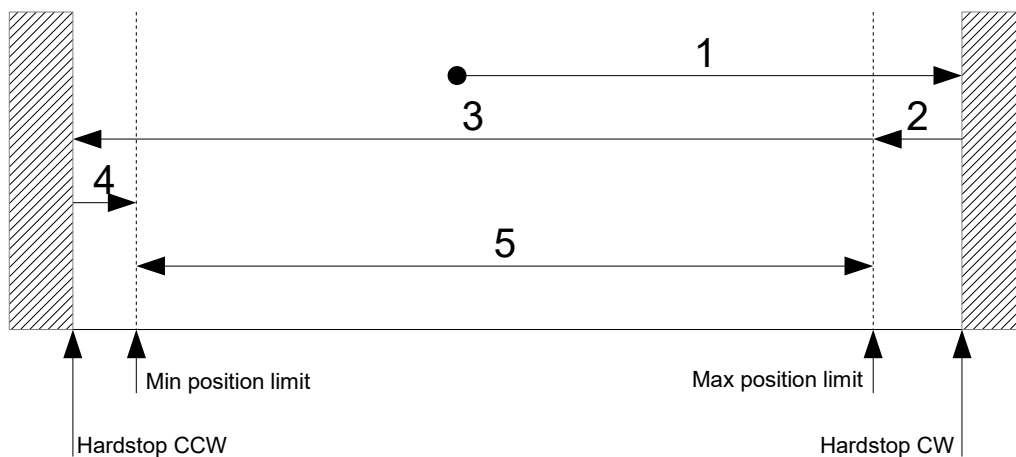 1
3
2
4
5
Min position limit
Max position limit
Hardstop CCW
Hardstop CW